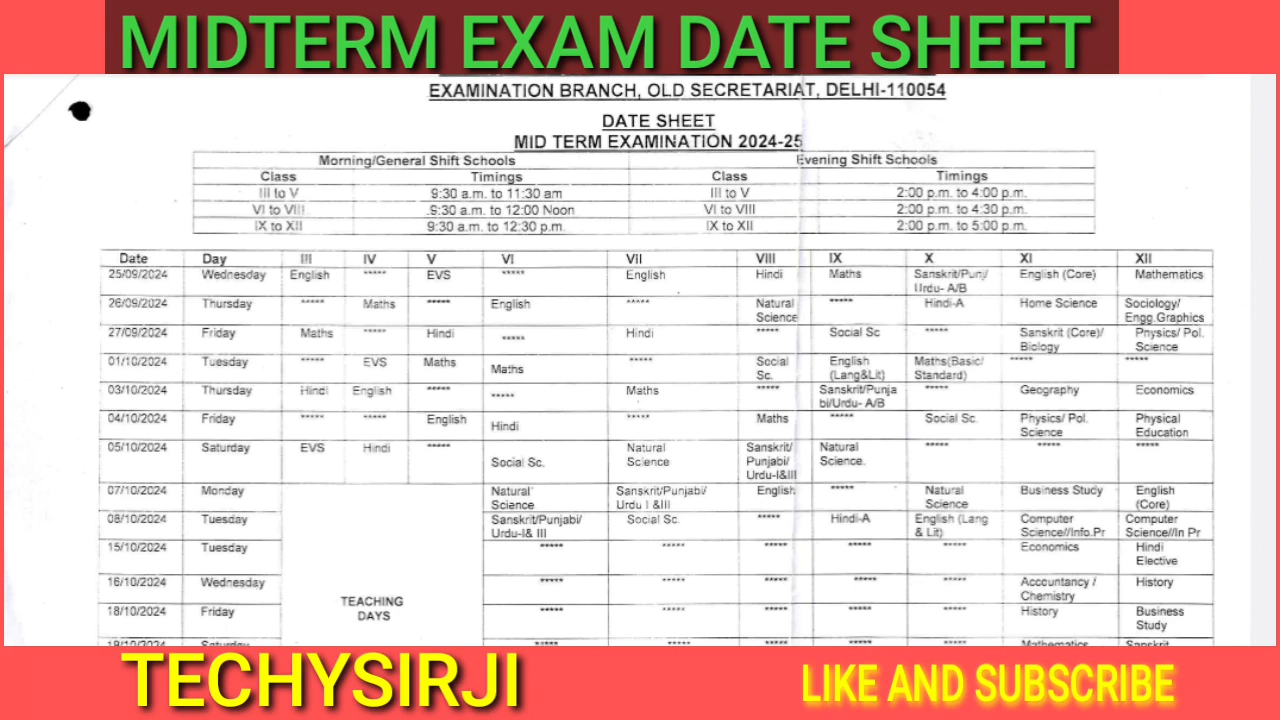 MIDTERM EXAM DATE SHEET
EXAMINATION BRANCH, OLD SECRETARIAT, DELHI-110054
DATE SHEET
MID TERM EXAMINATION 2024-25
Morning/General Shift Schools Evening Shift Schools
Class Timings Class Timings
III to V 9:30 a.m. to 11:30 am III to V 2:00 p.m. to 4:00 p.m.
VI to VIII 9:30 a.m. to 12:00 Noon VI to VIII 2:00 p.m. to 4:30 p.m.
IX to XII 9:30 a.m. to 12:30 p.m. IX to XII 2:00 p.m. to 5:00 p.m.
Date Day III IV V VI VII VIII IX X XI XII
25/09/2024 Wednesday English ***** EVS ***** English Hindi Maths Sanskrit/Punj/ English (Core) Mathematics
Urdu- A/B
26/09/2024 Thursday ***** Maths ***** English ***** Natural ***** Hindi-A Home Science Sociology/
Science Engg.Graphics
27/09/2024 Friday Maths ***** Hindi ***** Hindi ***** Social Sc ***** Sanskrit (Core)/ Physics/ Pol.
Biology Science
01/10/2024 Tuesday ***** EVS Maths Maths ***** Social English Maths(Basic/ ***** *****
Sc. (Lang&Lit) Standard)
03/10/2024 Thursday Hindi English ***** ***** Maths ***** Sanskrit/Punja ***** Geography Economics
bi/Urdu- A/B
04/10/2024 Friday ***** ***** English Hindi ***** Maths ***** Social Sc. Physics/ Pol. Physical
Science Education
05/10/2024 Saturday EVS Hindi ***** Social Sc. Natural Sanskrit/ Natural ***** ***** *****
Science Punjabi/ Science.
Urdu-I&III
07/10/2024 Monday Natural Sanskrit/Punjabi/ English ***** Natural Business Study English
Science Urdu I &III Science (Core)
08/10/2024 Tuesday Sanskrit/Punjabi/ Social Sc. ***** Hindi-A English (Lang Computer Computer
Urdu-I& III & Lit) Science//Info.Pr Science//In Pr
15/10/2024 Tuesday ***** ***** ***** ***** ***** Economics Hindi
Elective
16/10/2024 Wednesday ***** ***** ***** ***** ***** Accountancy / History
Chemistry
TEACHING
DAYS
18/10/2024 Friday ***** ***** ***** ***** ***** History Business
Study
19/10/2024 Saturday ***** ***** ***** ***** ***** Mathematics Sanskrit
TECHYSIRJI
LIKE AND SUBSCRIBE